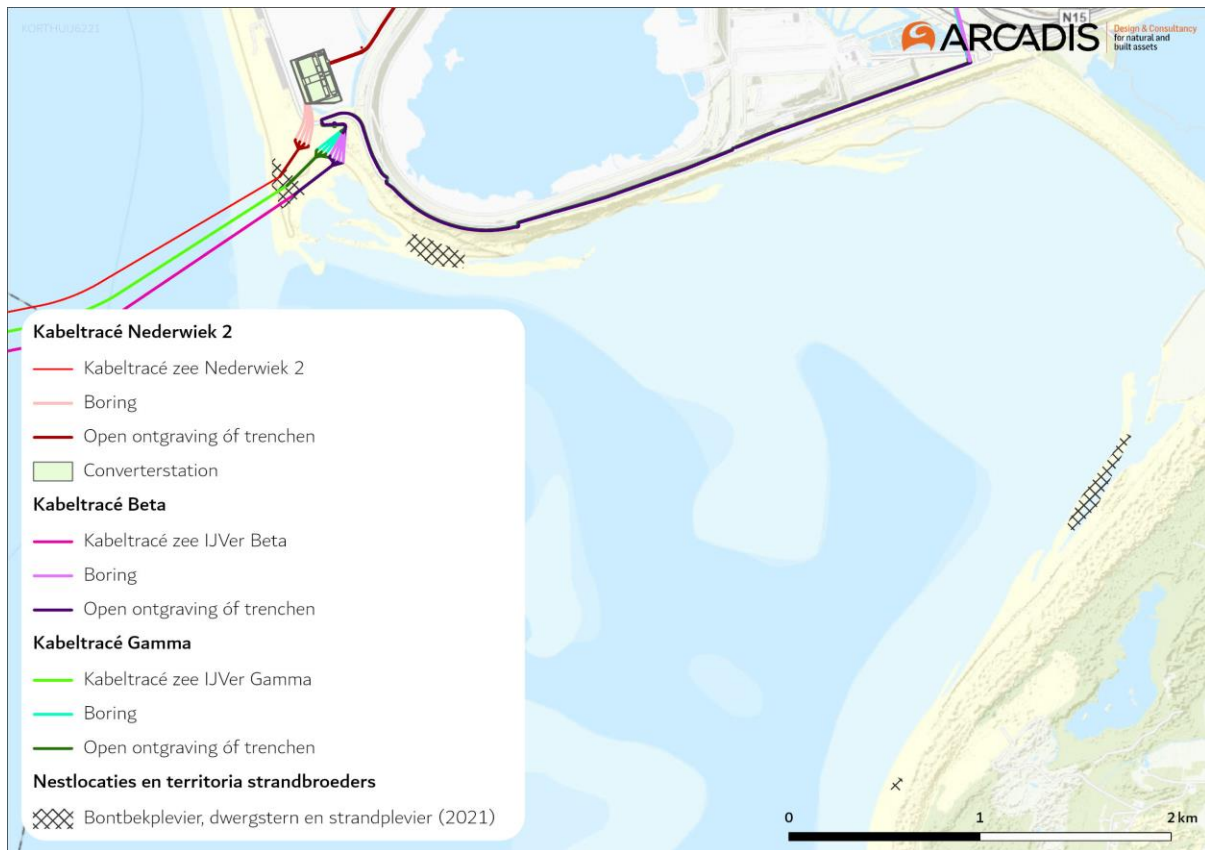 KORTHUU6221
N15
ARCADIS
Design & Consultancy
for natural and
built assets
Kabeltracé Nederwiek 2
Kabeltracé zee Nederwiek 2
Boring
Open ontgraving óf trenchen
Converterstation
Kabeltracé Beta
Kabeltracé zee IJVer Beta
Boring
Open ontgraving óf trenchen
Kabeltracé Gamma
Kabeltracé zee IJVer Gamma
Boring
Open ontgraving óf trenchen
Nestlocaties en territoria strandbroeders
Bontbekplevier, dwergstern en strandplevier (2021)
0 1 2 km